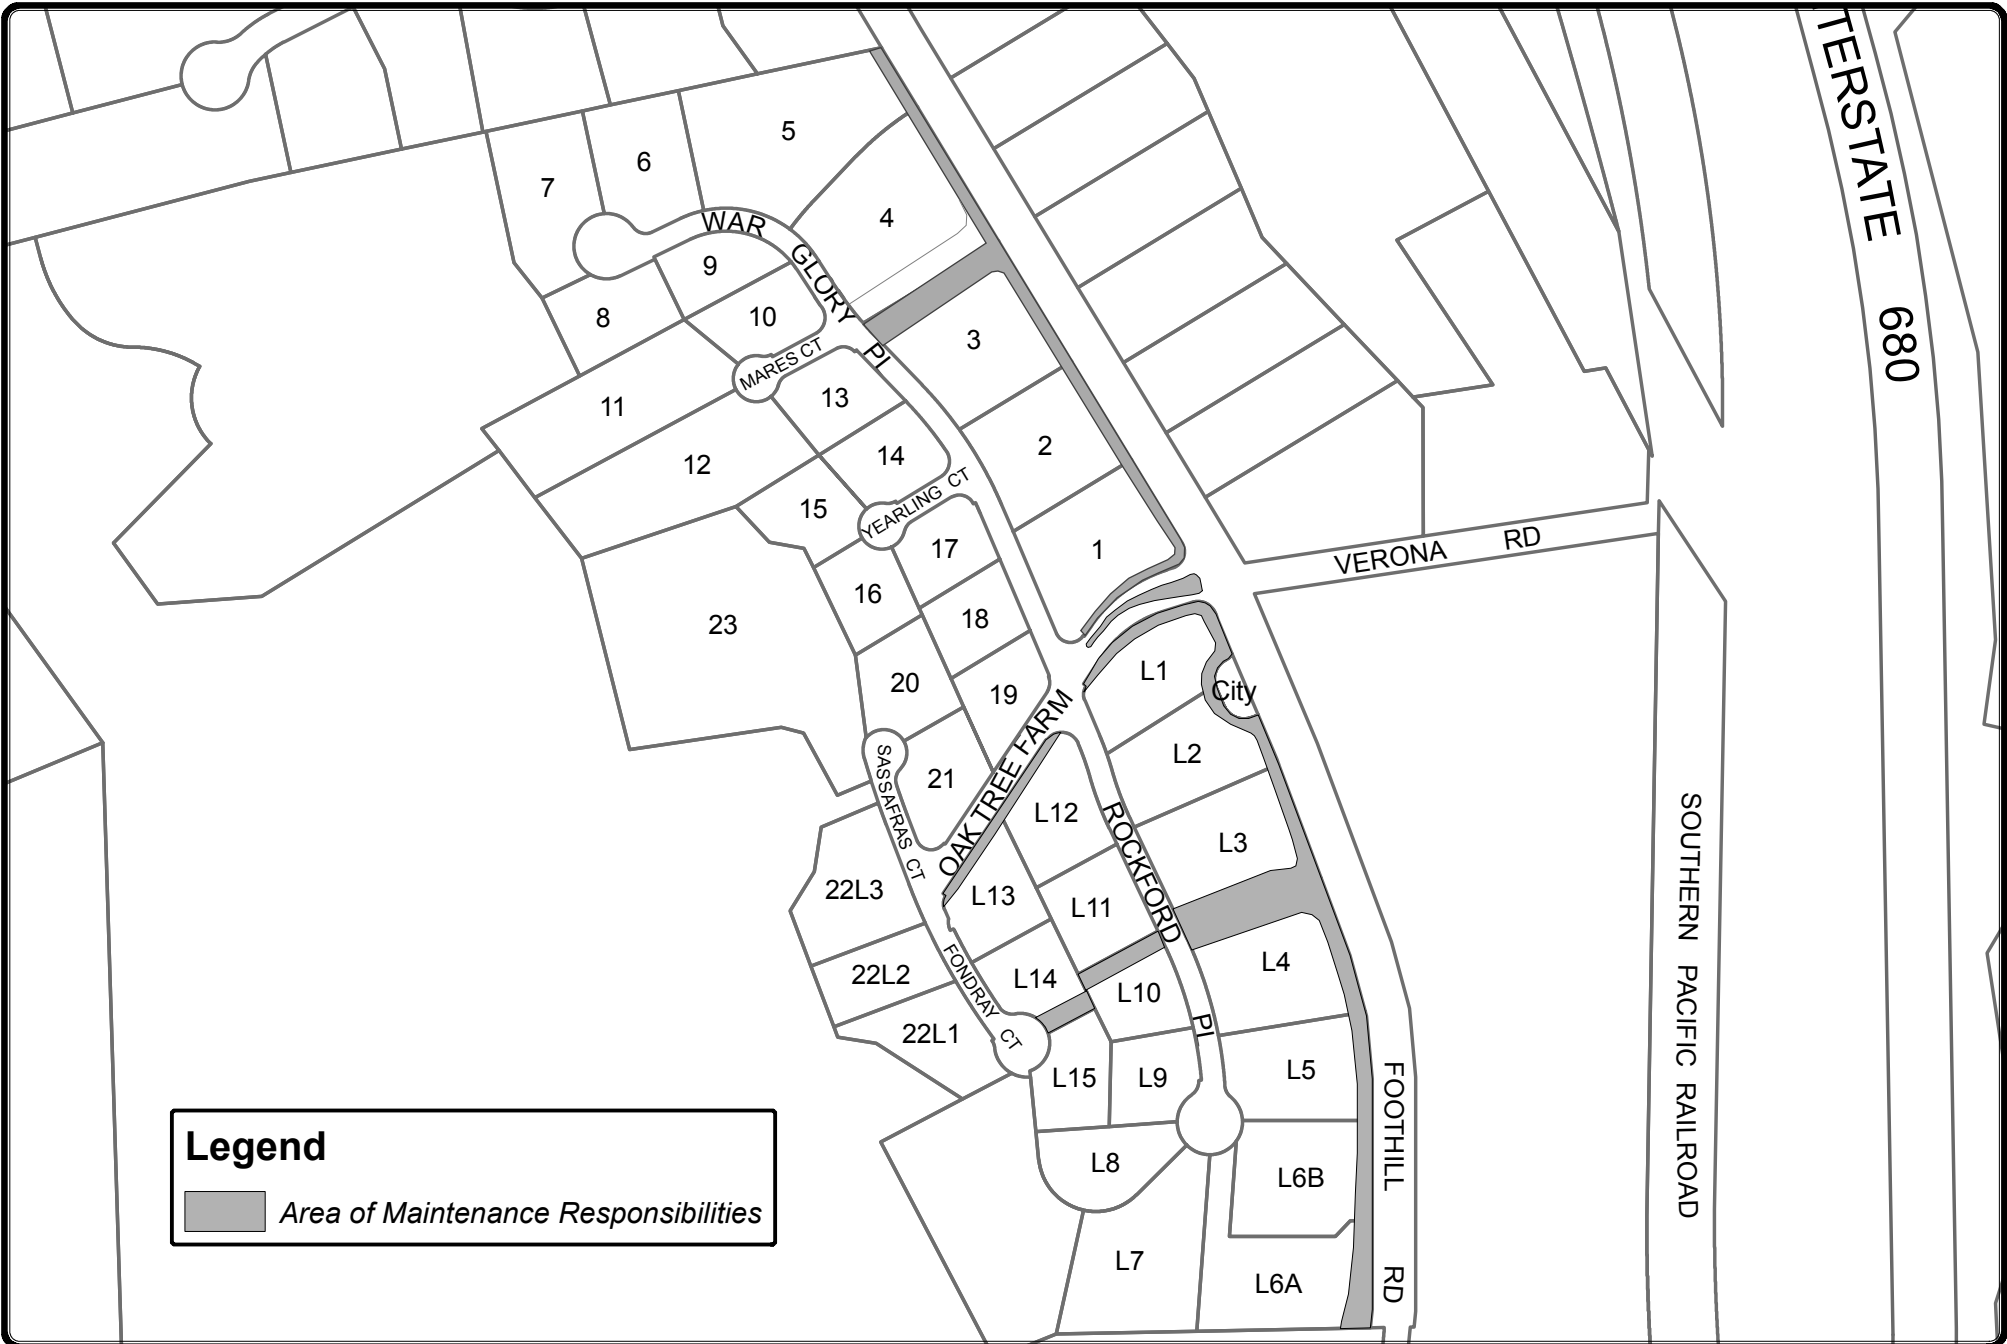 TERSTATE 680
5
6
7
4
WAR GLORY PL
9
8
10
3
MARES CT
11
13
2
12
14
YEARLING CT
15
1
VERONA RD
17
16
18
23
L1
City
20
19
OAK TREE FARM
L2
21
SASSAFRAS CT
L12
ROCKFORD PL
L3
22L3
L13
L11
L4
22L2
FONDRAY CT
L14
L10
22L1
L15
L9
L5
FOOTHILL RD
SOUTHERN PACIFIC RAILROAD
L8
L6B
L7
L6A
Legend
Area of Maintenance Responsibilities